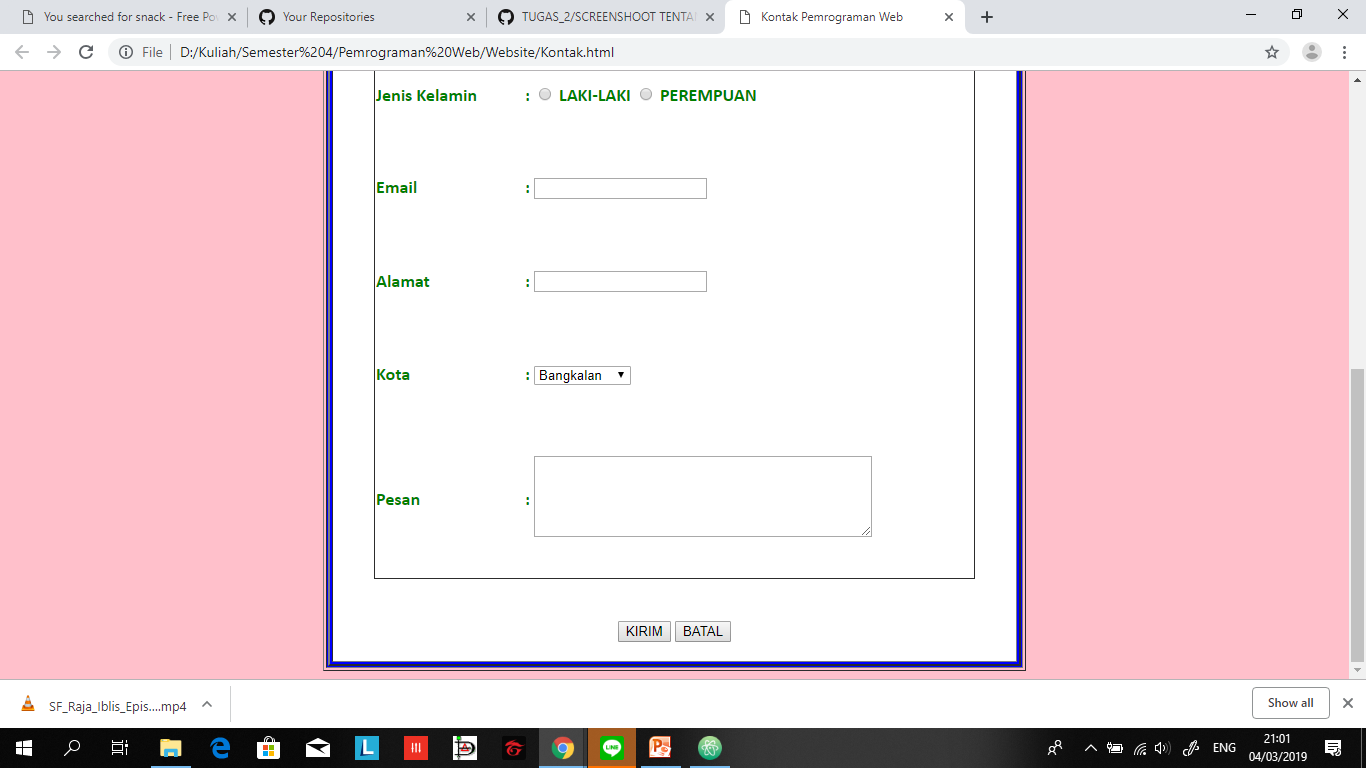 You searched for snack - Free Po
Your Repositories
TUGAS_2/SCREENSHOOT TENTA
Kontak Pemrograman Web
File
D:/Kuliah/Semester%204/Pemrograman%20Web/Website/Kontak.html
Jenis Kelamin : LAKI-LAKI PEREMPUAN
Email :
Alamat :
Kota : Bangkalan
Pesan :
KIRIM BATAL
SF_Raja_Iblis_Epis....mp4
Show all
ENG
21:01
04/03/2019